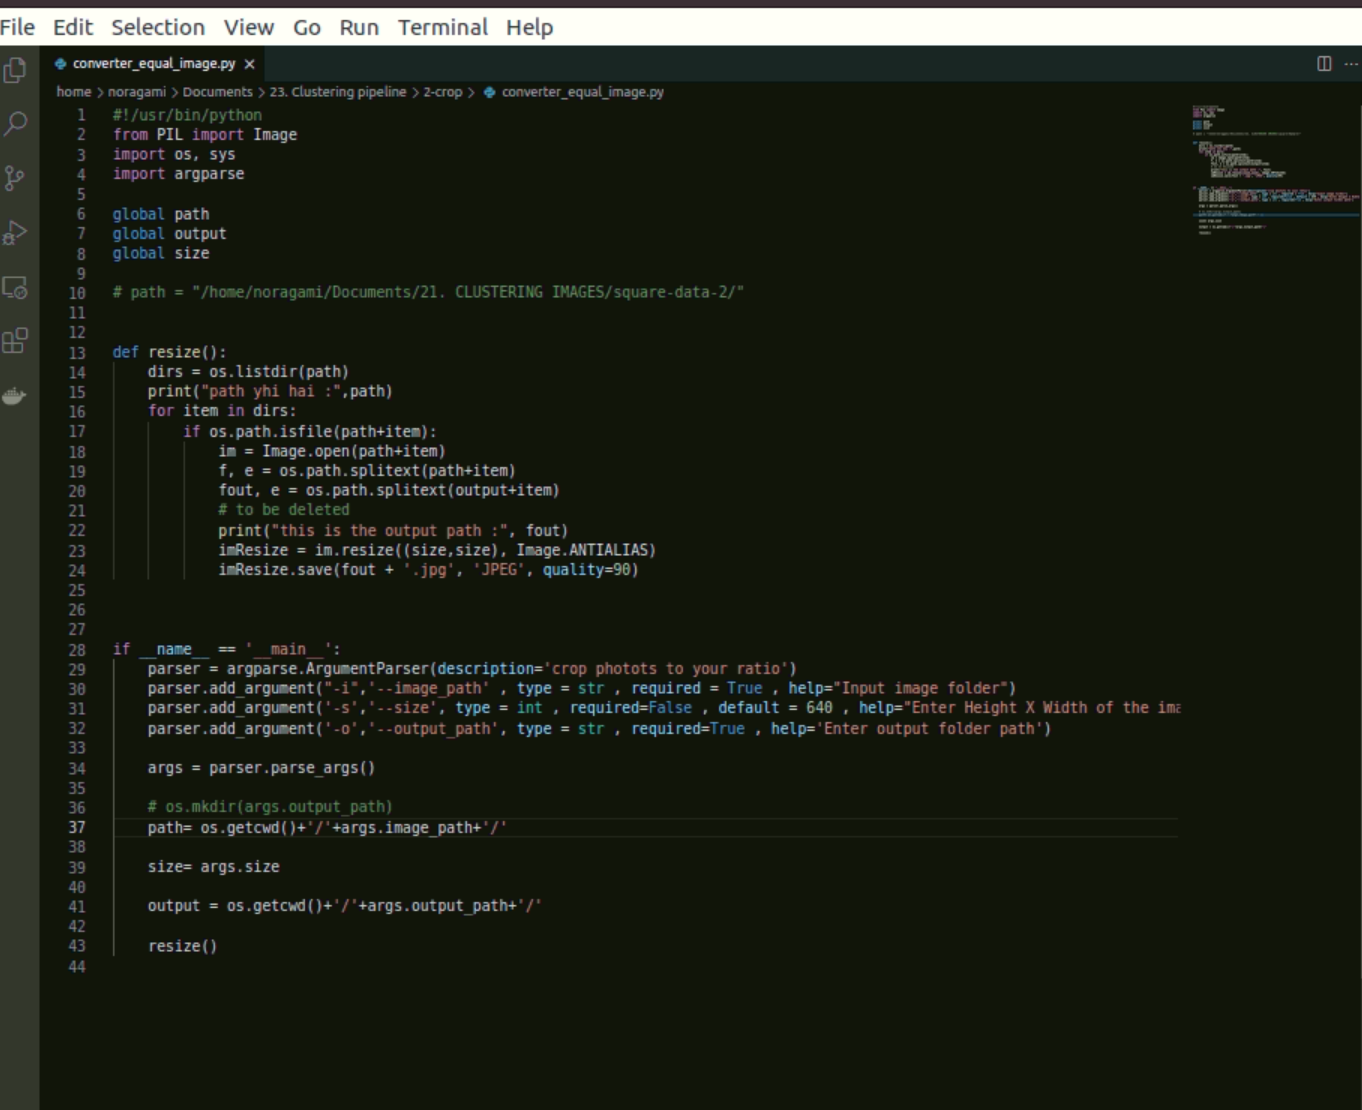 File Edit Selection View Go Run Terminal Help
converter_equal_image.py ×
home > noragami > Documents > 23. Clustering pipeline > 2-crop > converter_equal_image.py
1 #!/usr/bin/python
2 from PIL import Image
3 import os, sys
4 import argparse
5
6 global path
7 global output
8 global size
9
10 # path = "/home/noragami/Documents/21. CLUSTERING IMAGES/square-data-2/"
11
12
13 def resize():
14     dirs = os.listdir(path)
15     print("path yhi hai :",path)
16     for item in dirs:
17         if os.path.isfile(path+item):
18             im = Image.open(path+item)
19             f, e = os.path.splitext(path+item)
20             fout, e = os.path.splitext(output+item)
21             # to be deleted
22             print("this is the output path :", fout)
23             imResize = im.resize((size,size), Image.ANTIALIAS)
24             imResize.save(fout + '.jpg', 'JPEG', quality=90)
25
26
27
28 if __name__ == '__main__':
29     parser = argparse.ArgumentParser(description='crop photots to your ratio')
30     parser.add_argument("-i",'--image_path' , type = str , required = True , help="Input image folder")
31     parser.add_argument('-s','--size', type = int , required=False , default = 640 , help="Enter Height X Width of the ima
32     parser.add_argument('-o','--output_path', type = str , required=True , help='Enter output folder path')
33
34     args = parser.parse_args()
35
36     # os.mkdir(args.output_path)
37     path= os.getcwd()+'/'+args.image_path+'/'
38
39     size= args.size
40
41     output = os.getcwd()+'/'+args.output_path+'/'
42
43     resize()
44